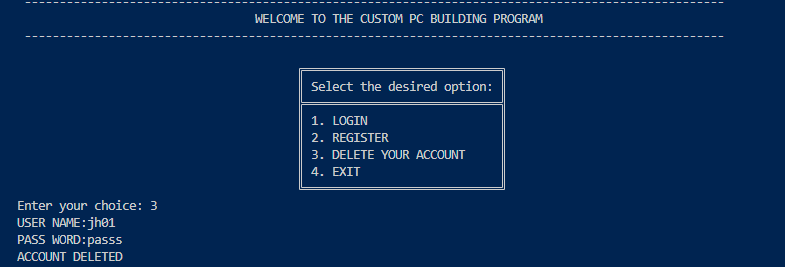 WELCOME TO THE CUSTOM PC BUILDING PROGRAM
Select the desired option:
1. LOGIN
2. REGISTER
3. DELETE YOUR ACCOUNT
4. EXIT
Enter your choice: 3
USER NAME:jh01
PASS WORD:passs
ACCOUNT DELETED